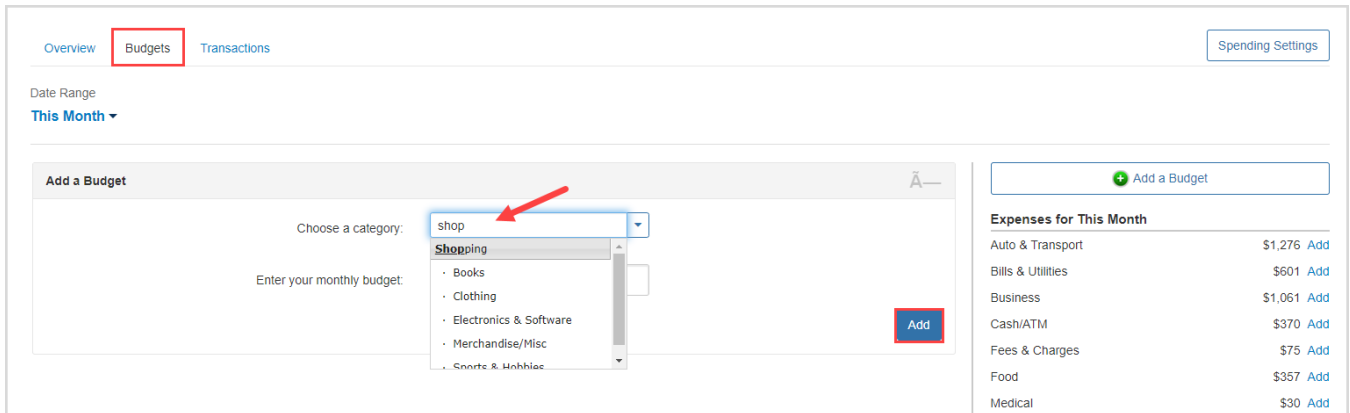 Overview Budgets Transactions Spending Settings
Date Range
This Month
Add a Budget Ã—
Choose a category: shop
Shopping
· Books
Enter your monthly budget:
· Clothing
· Electronics & Software
· Merchandise/Misc
· Sports & Hobbies
Add
Add a Budget
Expenses for This Month
Auto & Transport $1,276 Add
Bills & Utilities $601 Add
Business $1,061 Add
Cash/ATM $370 Add
Fees & Charges $75 Add
Food $357 Add
Medical $30 Add